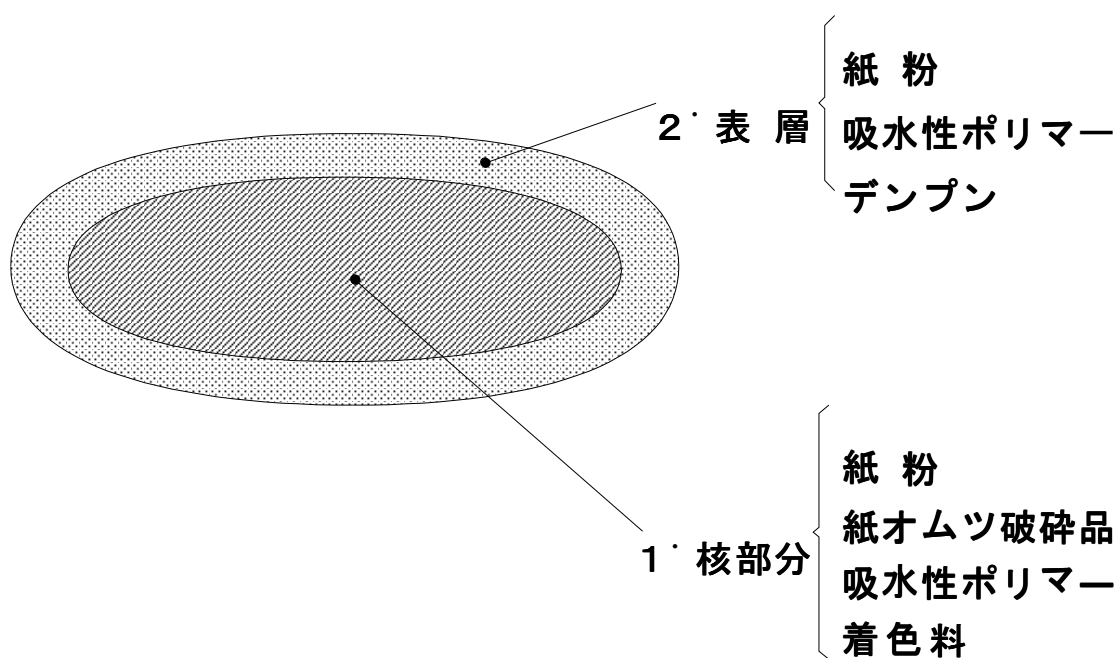 紙 粉
2˙ 表 層
吸水性ポリマー
デンプン
紙 粉
紙オムツ破砕品
1˙ 核部分
吸水性ポリマー
着色料